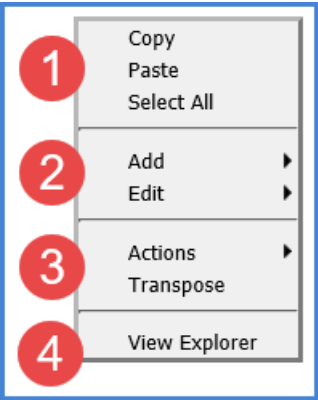 1
Copy
Paste
Select All
2
Add
Edit
3
Actions
Transpose
4
View Explorer